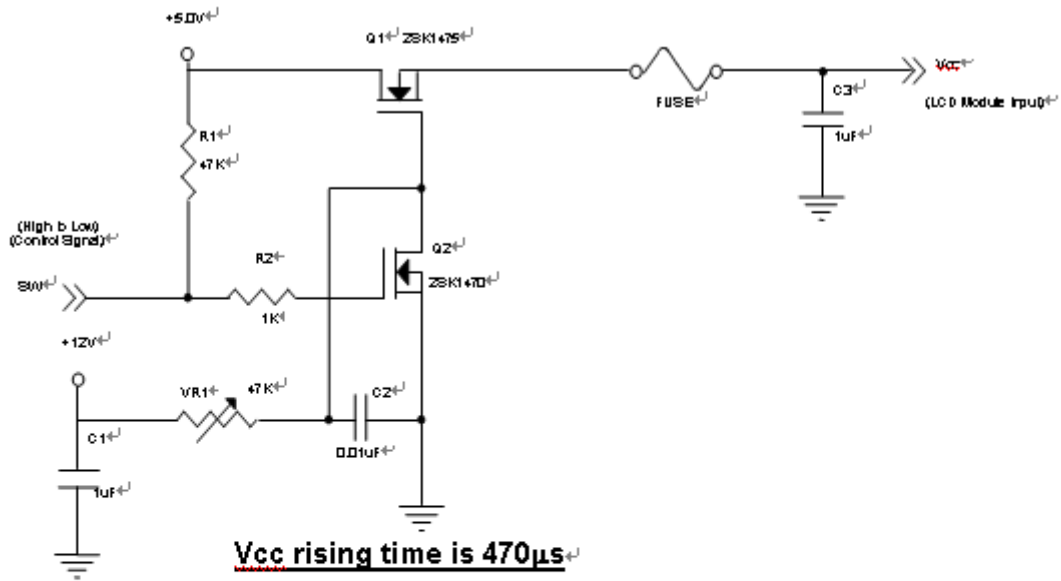 +5.0V
Q1 2SK1475
FUSE
Vcc
(LCD Module Input)
C3
1uF
R1
47K
(High to Low)
(Control Signal)
SW
R2
1K
Q2
2SK1470
+12V
VR1
47K
C2
0.01uF
C1
1uF
Vcc rising time is 470μs